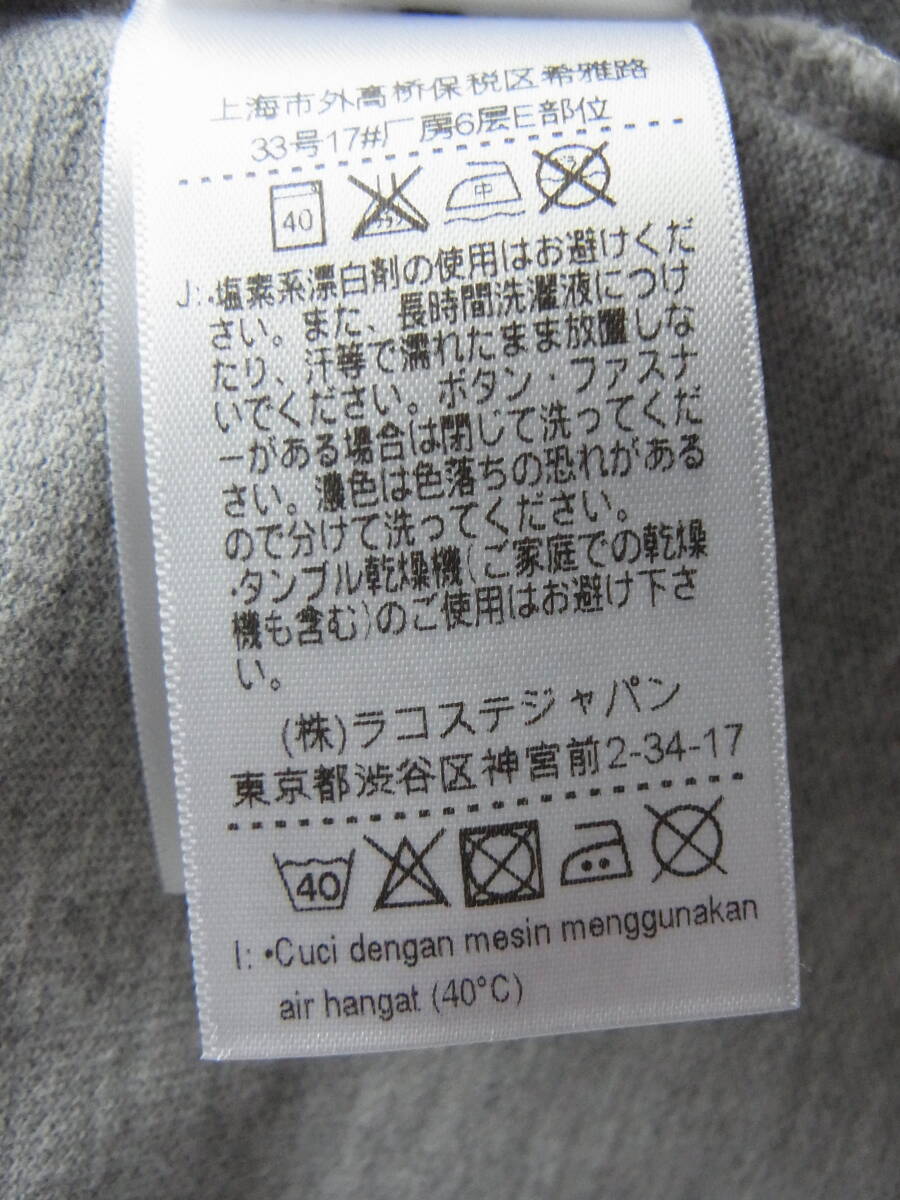 上海市外高桥保税区希雅路
33号17#厂房6层E部位
40 中
J:・塩素系漂白剤の使用はお避けくだ
さい。また、長時間洗濯液につけ
たり、汗等で濡れたまま放置しな
いでください。ボタン・ファスナ
ーがある場合は閉じて洗ってくだ
さい。濃色は色落ちの恐れがある
ので分けて洗ってください。
・タンブル乾燥機(ご家庭での乾燥
機も含む)のご使用はお避け下さ
い。
(株)ラコステジャパン
東京都渋谷区神宮前2-34-17
40
I: •Cuci dengan mesin menggunakan
air hangat (40°C)